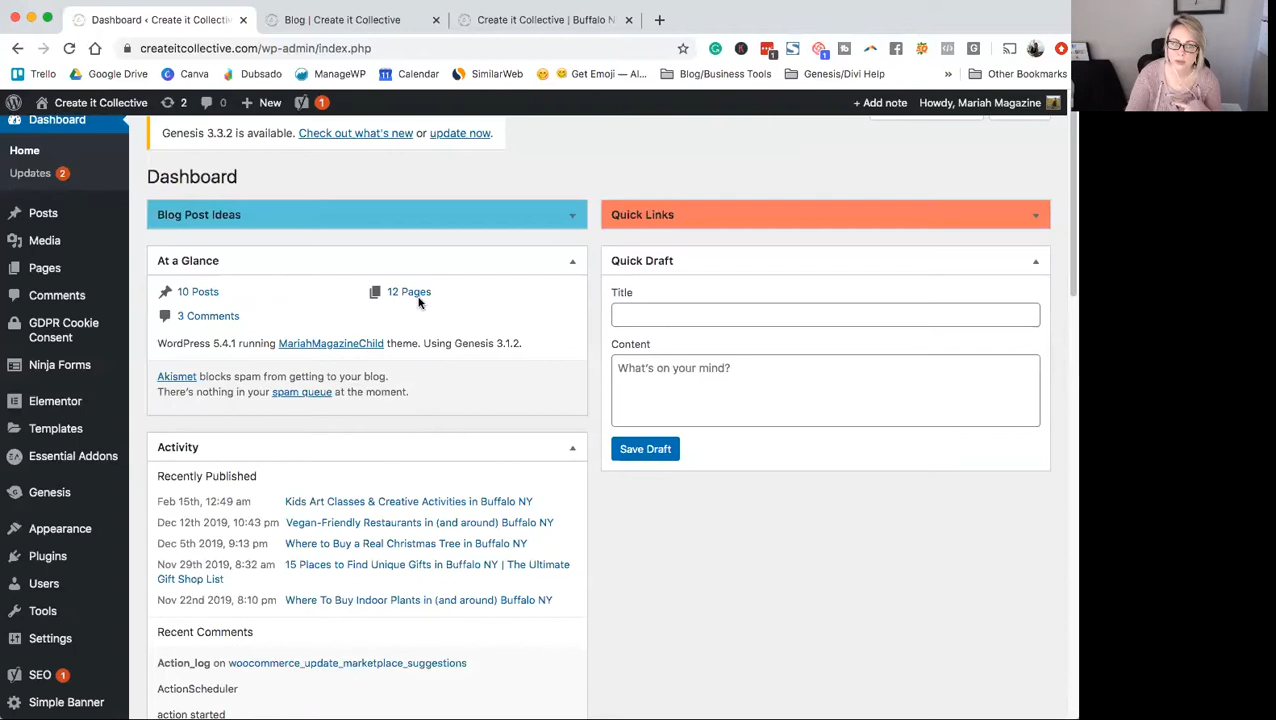 Dashboard ‹ Create it Collecti
Blog | Create it Collective
Create it Collective | Buffalo N
createitcollective.com/wp-admin/index.php
Trello
Google Drive
Canva
Dubsado
ManageWP
Calendar
SimilarWeb
Get Emoji — Al...
Blog/Business Tools
Genesis/Divi Help
»
Other Bookmarks
Create it Collective
2
0
+ New
1
+ Add note
Howdy, Mariah Magazine
Dashboard
Home
Updates 2
Posts
Media
Pages
Comments
GDPR Cookie
Consent
Ninja Forms
Elementor
Templates
Essential Addons
Genesis
Appearance
Plugins
Users
Tools
Settings
SEO 1
Simple Banner
Genesis 3.3.2 is available. Check out what's new or update now.
Dashboard
Blog Post Ideas
At a Glance
10 Posts
12 Pages
3 Comments
WordPress 5.4.1 running MariahMagazineChild theme. Using Genesis 3.1.2.
Akismet blocks spam from getting to your blog.
There's nothing in your spam queue at the moment.
Activity
Recently Published
Feb 15th, 12:49 am Kids Art Classes & Creative Activities in Buffalo NY
Dec 12th 2019, 10:43 pm Vegan-Friendly Restaurants in (and around) Buffalo NY
Dec 5th 2019, 9:13 pm Where to Buy a Real Christmas Tree in Buffalo NY
Nov 29th 2019, 8:32 am 15 Places to Find Unique Gifts in Buffalo NY | The Ultimate
Gift Shop List
Nov 22nd 2019, 8:10 pm Where To Buy Indoor Plants in (and around) Buffalo NY
Recent Comments
Action_log on woocommerce_update_marketplace_suggestions
ActionScheduler
action started
Quick Links
Quick Draft
Title
Content
What's on your mind?
Save Draft